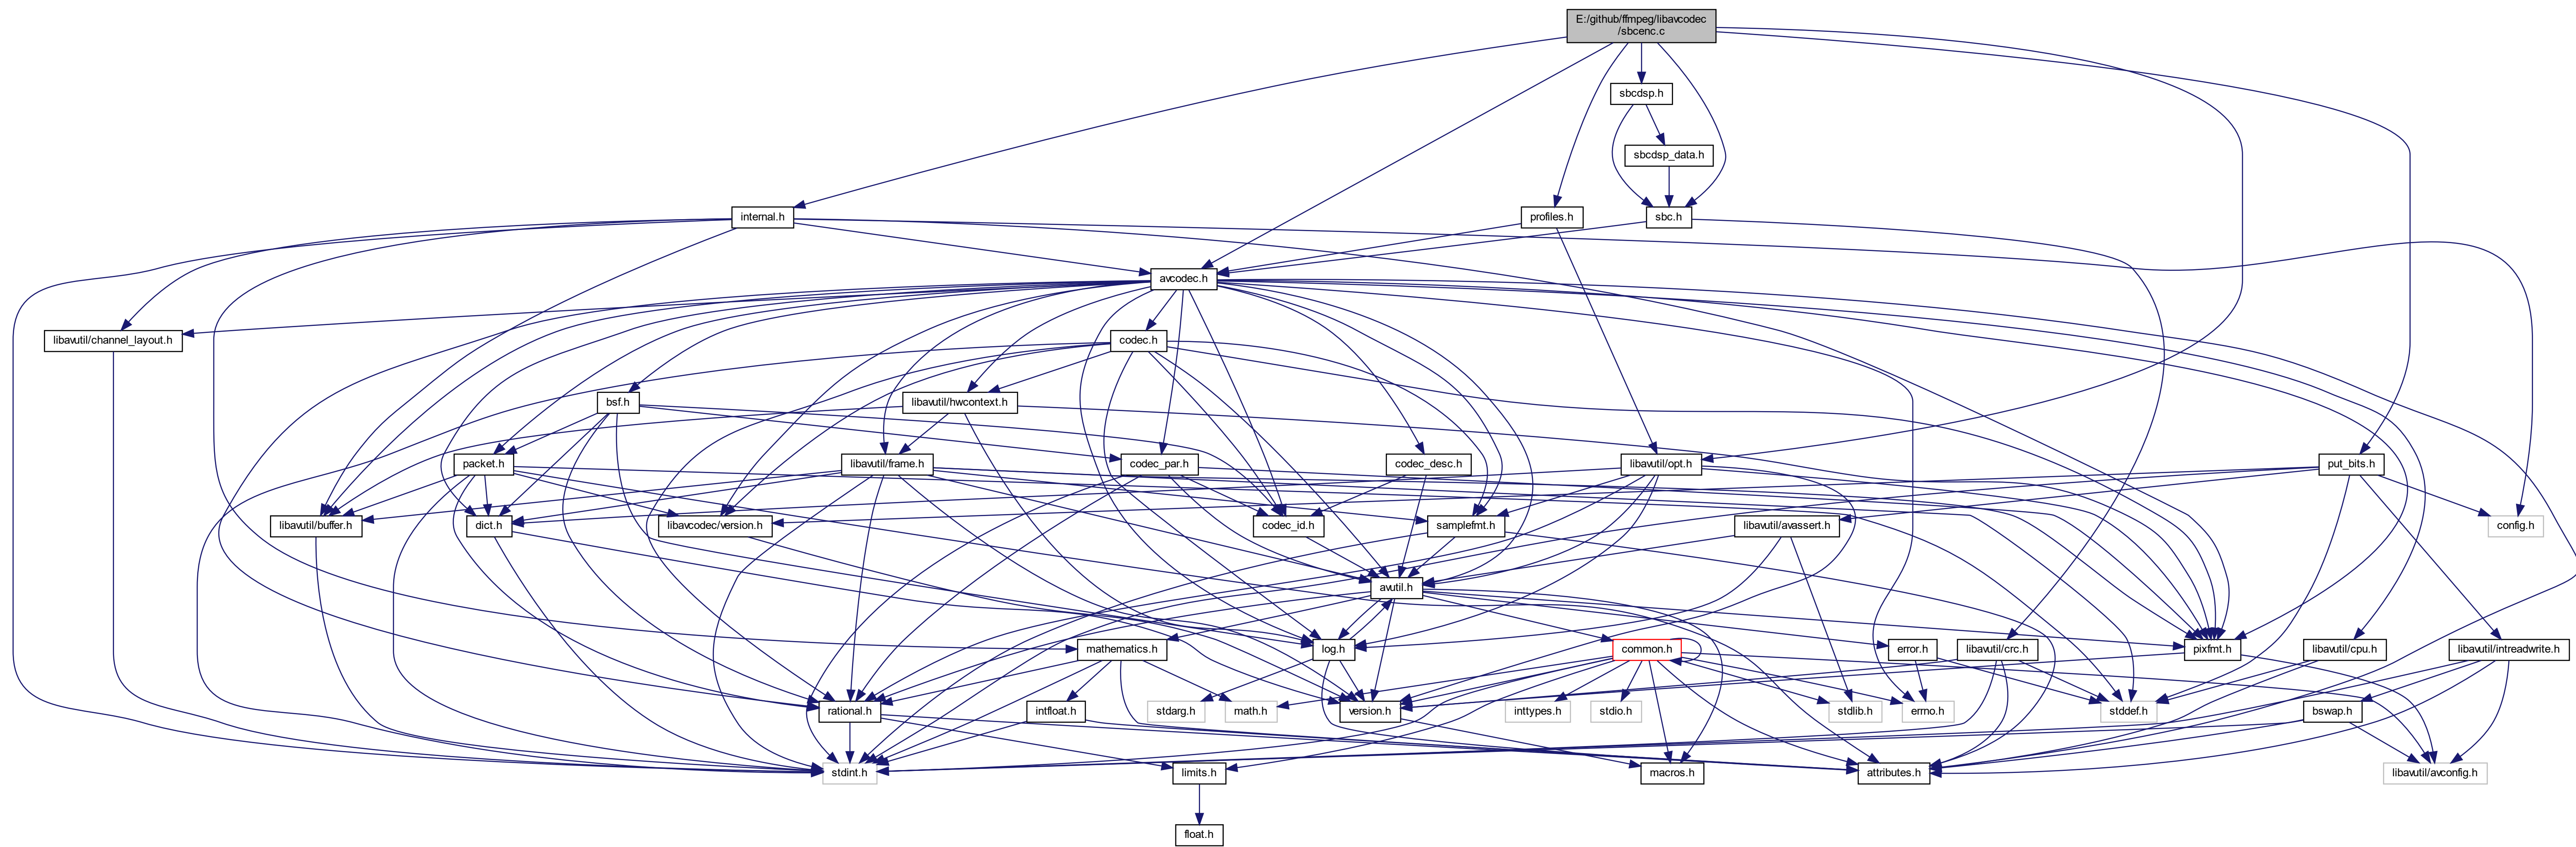 E:/github/ffmpeg/libavcodec
/sbcenc.c
sbcdsp.h
sbcdsp_data.h
internal.h
profiles.h
sbc.h
avcodec.h
libavutil/channel_layout.h
codec.h
bsf.h
libavutil/hwcontext.h
packet.h
libavutil/frame.h
codec_par.h
codec_desc.h
libavutil/opt.h
put_bits.h
libavutil/buffer.h
dict.h
libavcodec/version.h
codec_id.h
samplefmt.h
libavutil/avassert.h
config.h
avutil.h
mathematics.h
log.h
common.h
error.h
libavutil/crc.h
pixfmt.h
libavutil/cpu.h
libavutil/intreadwrite.h
rational.h
intfloat.h
stdarg.h
math.h
version.h
inttypes.h
stdio.h
stdlib.h
errno.h
stddef.h
bswap.h
stdint.h
limits.h
macros.h
attributes.h
libavutil/avconfig.h
float.h